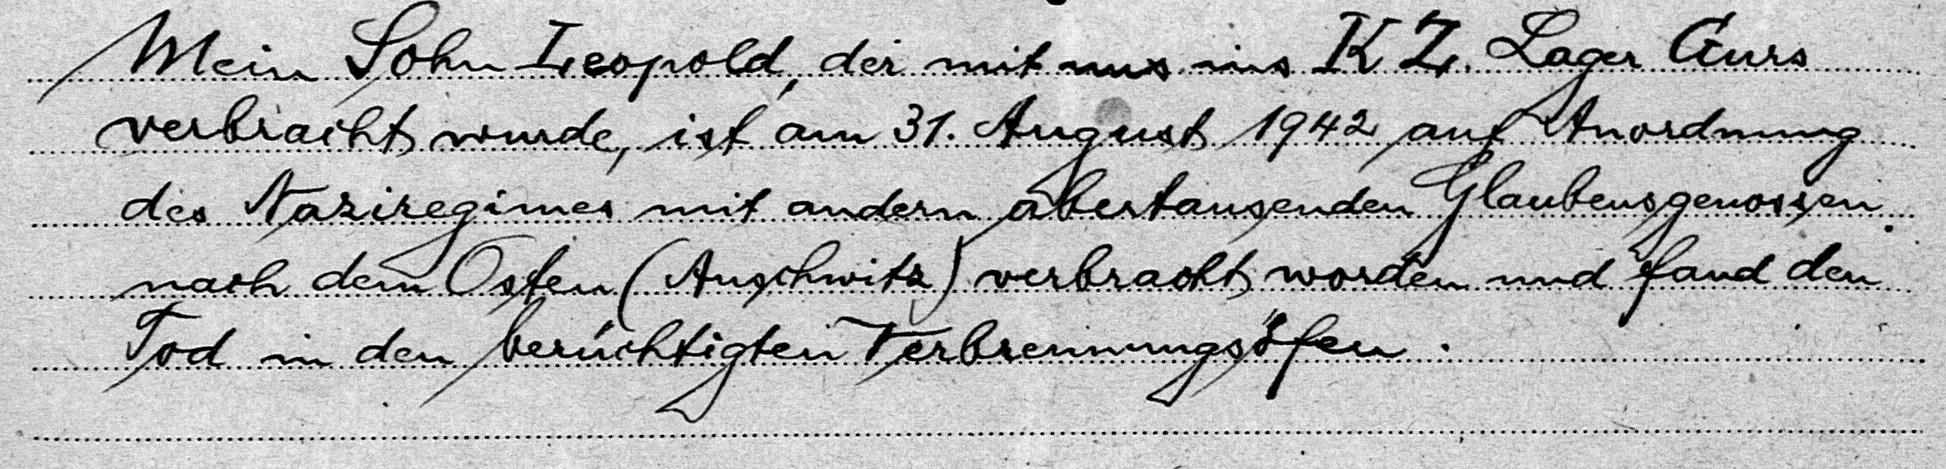 Mein Sohn Leopold, der mit uns ins KZ. Lager Gurs
verbracht wurde, ist am 31. August 1942 auf Anordnung
des Naziregimes mit andern abertausenden Glaubensgenossen
nach dem Osten (Auschwitz) verbracht worden und fand den
Tod in den berüchtigten Verbrennungsöfen.